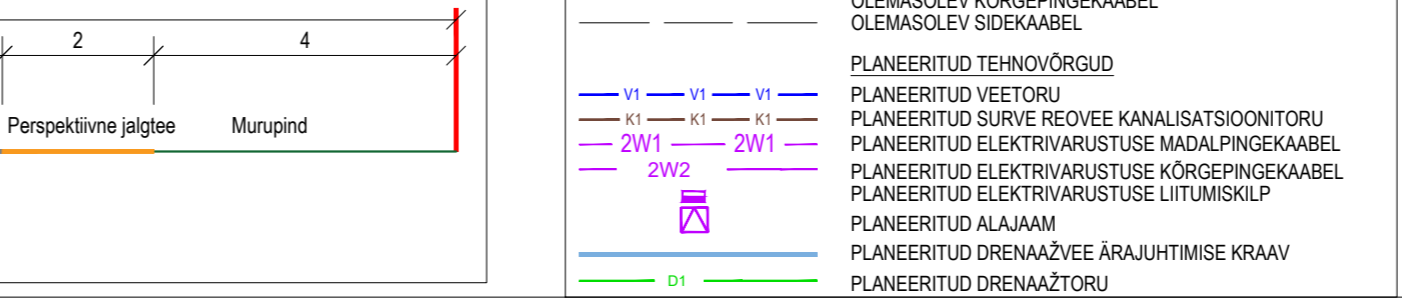 2 4
Perspektiivne jalgtee Murupind
OLEMASOLEV KÕRGEPINGEKAABEL
OLEMASOLEV SIDEKAABEL
PLANEERITUD TEHNOVÕRGUD
V1 V1 V1 PLANEERITUD VEETORU
K1 K1 K1 PLANEERITUD SURVE REOVEE KANALISATSIOONITORU
2W1 2W1 PLANEERITUD ELEKTRIVARUSTUSE MADALPINGEKAABEL
2W2 PLANEERITUD ELEKTRIVARUSTUSE KÕRGEPINGEKAABEL
PLANEERITUD ELEKTRIVARUSTUSE LIITUMISKILP
PLANEERITUD ALAJAAM
PLANEERITUD DRENAAŽVEE ÄRAJUHTIMISE KRAAV
D1 PLANEERITUD DRENAAŽTORU